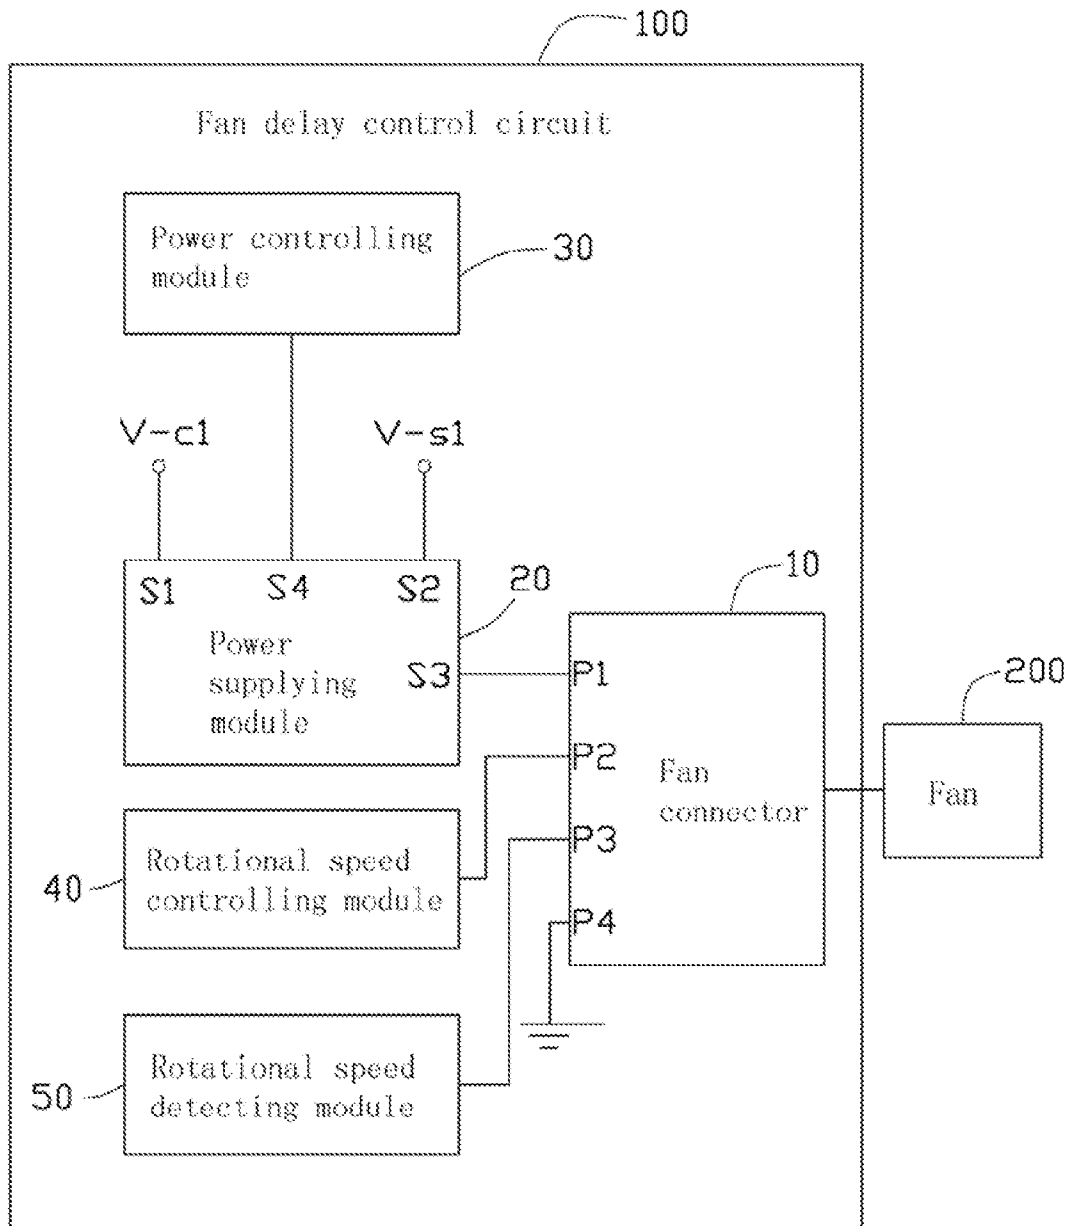 100
Fan delay control circuit
Power controlling
module
30
V-c1
V-s1
S1
S4
S2
20
10
Power
supplying
module
S3
P1
200
P2
Fan
connector
Fan
P3
Rotational speed
controlling module
40
P4
Rotational speed
detecting module
50